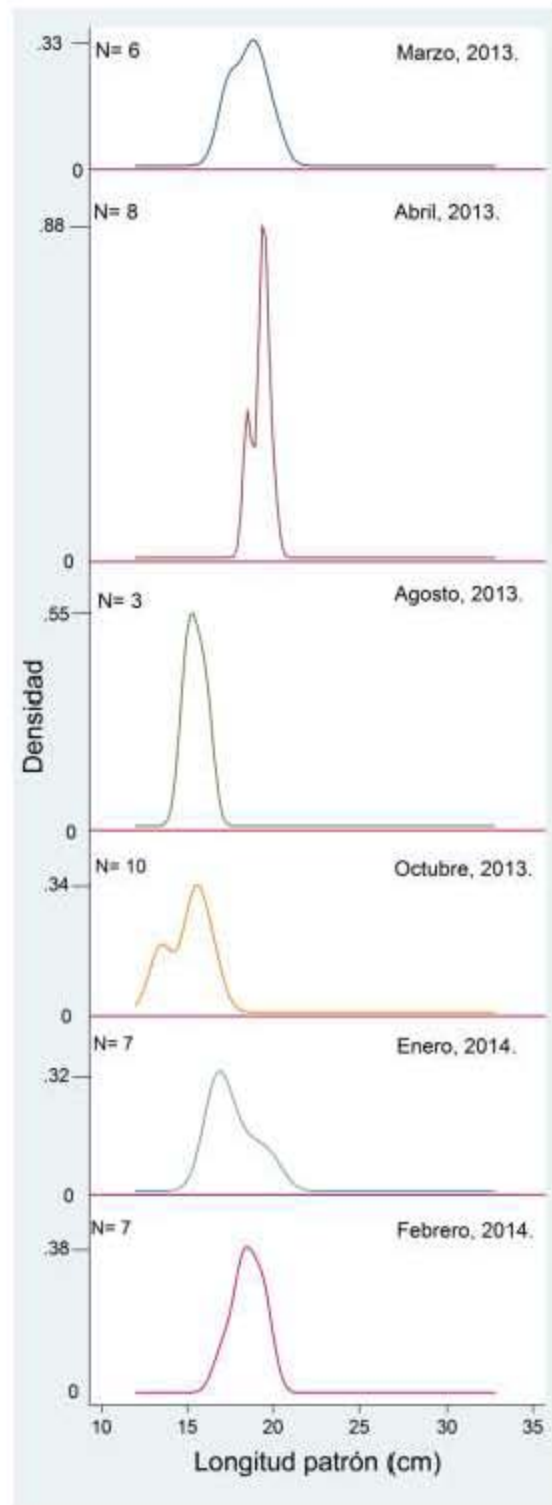 .33
N= 6
Marzo, 2013.
0
.88
N= 8
Abril, 2013.
0
.55
N= 3
Agosto, 2013.
Densidad
0
.34
N= 10
Octubre, 2013.
0
.32
N= 7
Enero, 2014.
0
.38
N= 7
Febrero, 2014.
0
10 15 20 25 30 35
Longitud patrón (cm)